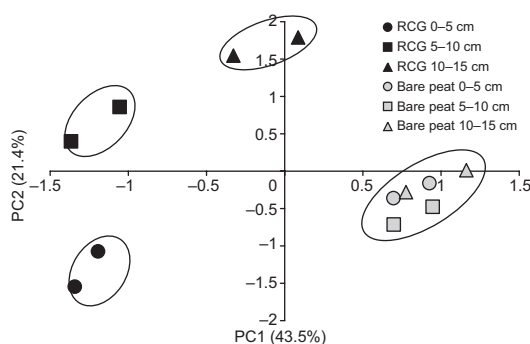 2
RCG 0–5 cm
RCG 5–10 cm
RCG 10–15 cm
Bare peat 0–5 cm
Bare peat 5–10 cm
Bare peat 10–15 cm
1.5
1
0.5
–1.5
–1
–0.5
0
0.5
1
1.5
–0.5
–1
–1.5
–2
PC2 (21.4%)
PC1 (43.5%)